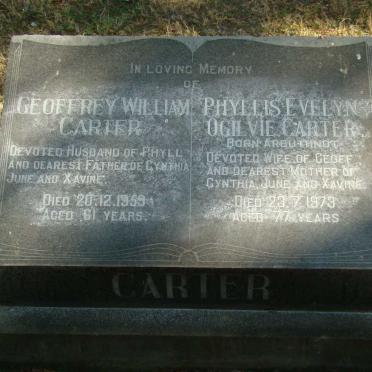 IN LOVING MEMORY
OF
GEOFFREY WILLIAM
CARTER
DEVOTED HUSBAND OF PHYLL
AND DEAREST FATHER OF CYNTHIA
JUNE AND XAVINE
DIED 20.12.1959
AGED 61 YEARS.
PHYLLIS EVELYN
OGILVIE CARTER
BORN ARBUTHNOT
DEVOTED WIFE OF GEOFF
AND DEAREST MOTHER OF
CYNTHIA, JUNE AND XAVINE
DIED 23.7.1973
AGED 77 YEARS
CARTER